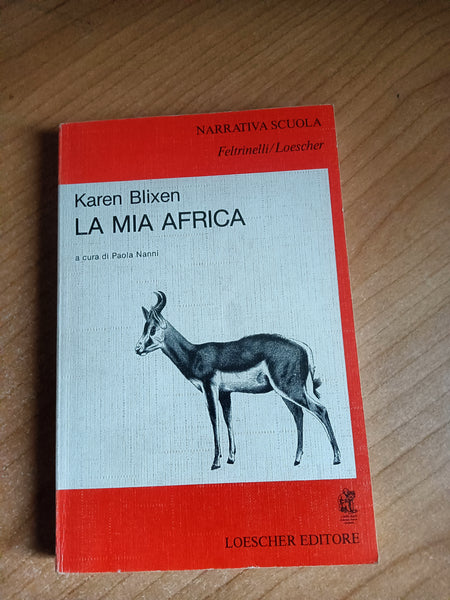 NARRATIVA SCUOLA
Feltrinelli/Loescher
Karen Blixen
LA MIA AFRICA
a cura di Paola Nanni
LOESCHER EDITORE